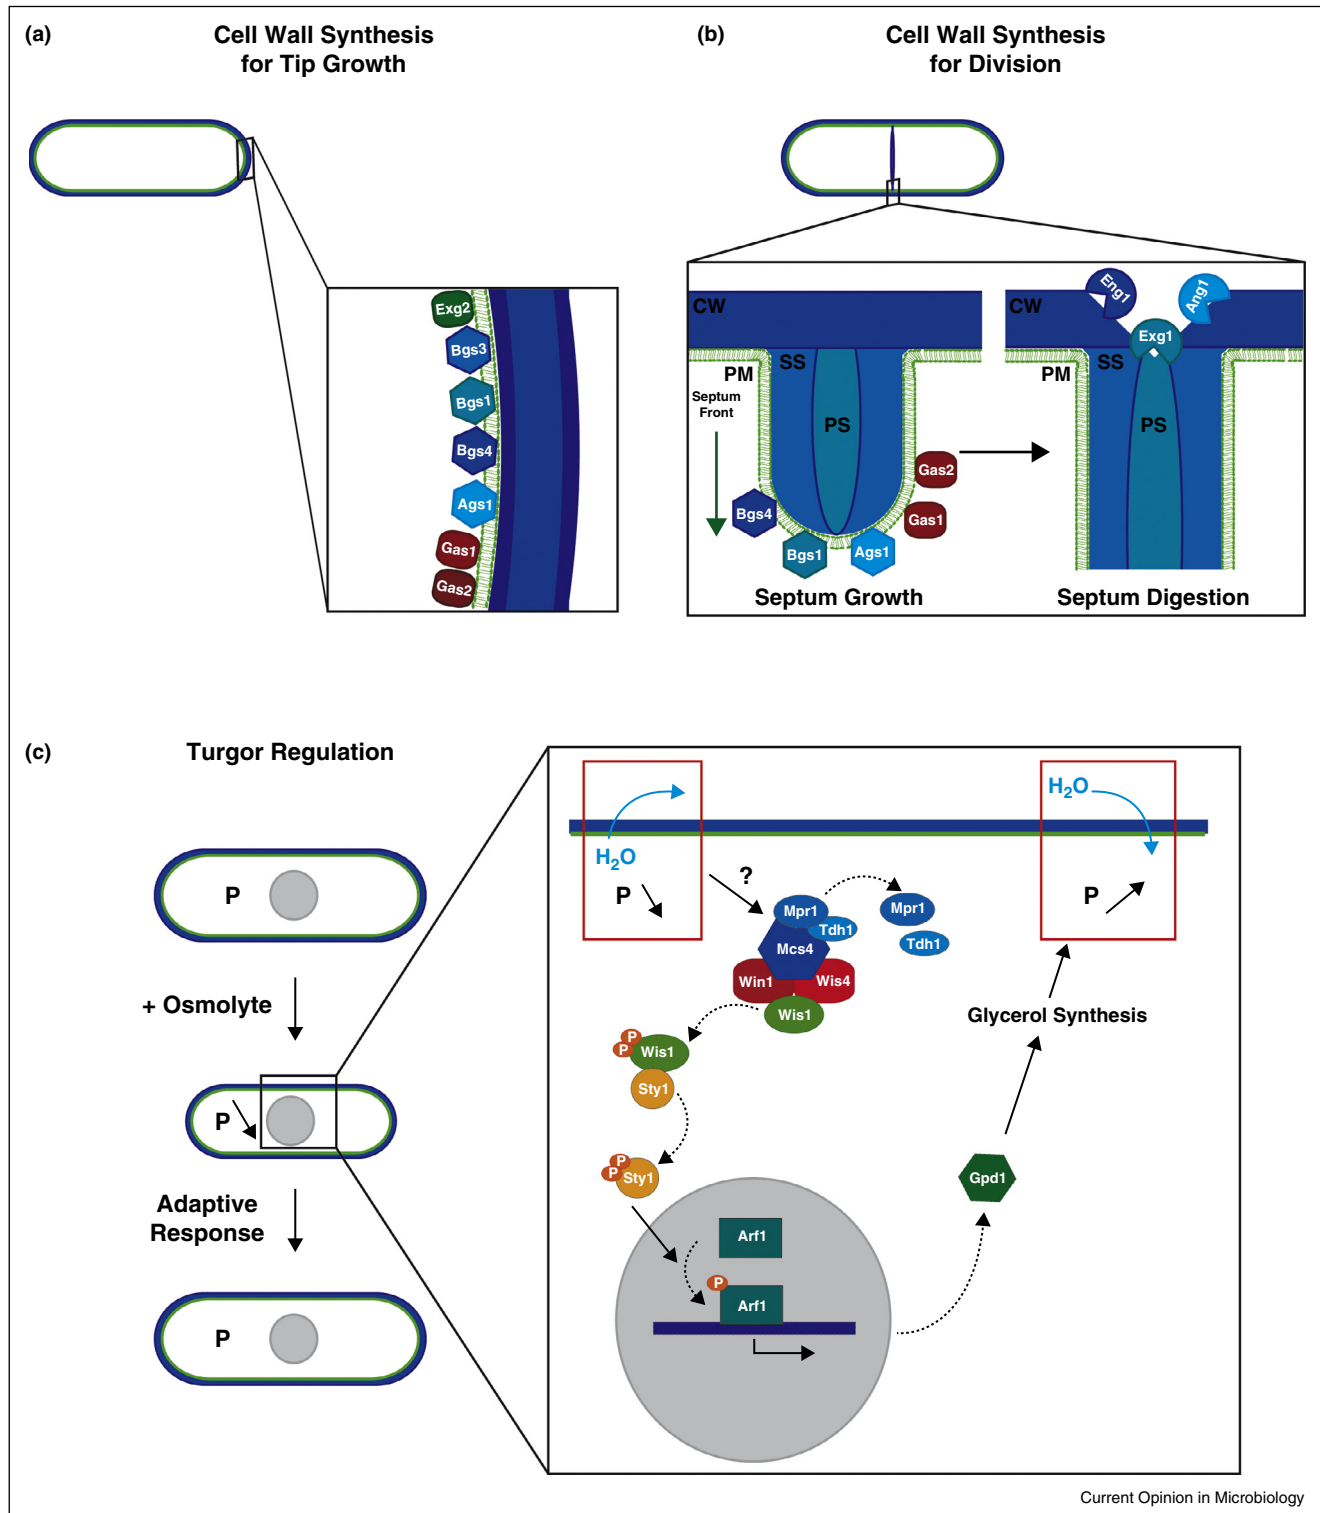 (a)
Cell Wall Synthesis
for Tip Growth
Exg2
Bgs3
Bgs1
Bgs4
Ags1
Gas1
Gas2
(b)
Cell Wall Synthesis
for Division
CW
SS
PM
Septum
Front
PS
Bgs4
Bgs1
Ags1
Gas1
Gas2
Septum Growth
Eng1
Ang1
Exg1
CW
SS
PM
PS
Septum Digestion
(c)
Turgor Regulation
P
+ Osmolyte
P
Adaptive
Response
P
H₂O
P
?
Mpr1
Tdh1
Mcs4
Win1
Wis4
Wis1
Mpr1
Tdh1
P
P
Wis1
Sty1
P
P
Sty1
Arf1
P
Arf1
Gpd1
Glycerol Synthesis
H₂O
P
Current Opinion in Microbiology